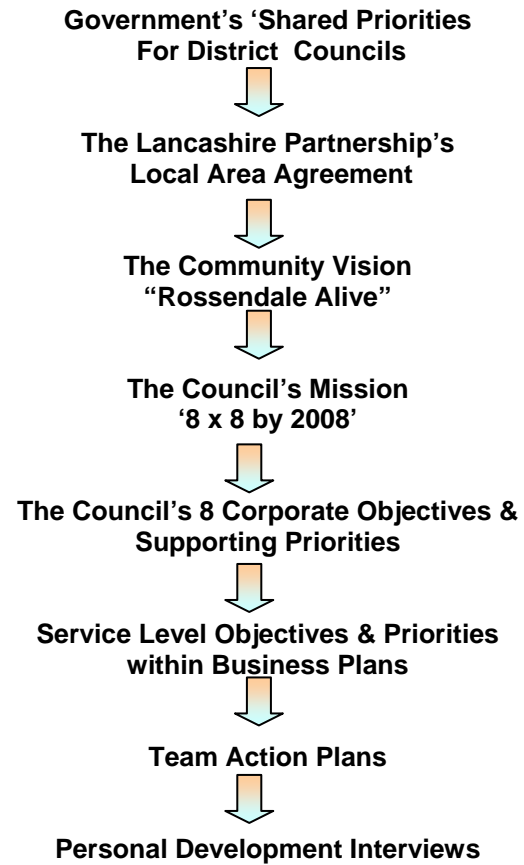 Government's 'Shared Priorities
For District Councils
The Lancashire Partnership's
Local Area Agreement
The Community Vision
“Rossendale Alive”
The Council's Mission
‘8 x 8 by 2008’
The Council's 8 Corporate Objectives &
Supporting Priorities
Service Level Objectives & Priorities
within Business Plans
Team Action Plans
Personal Development Interviews